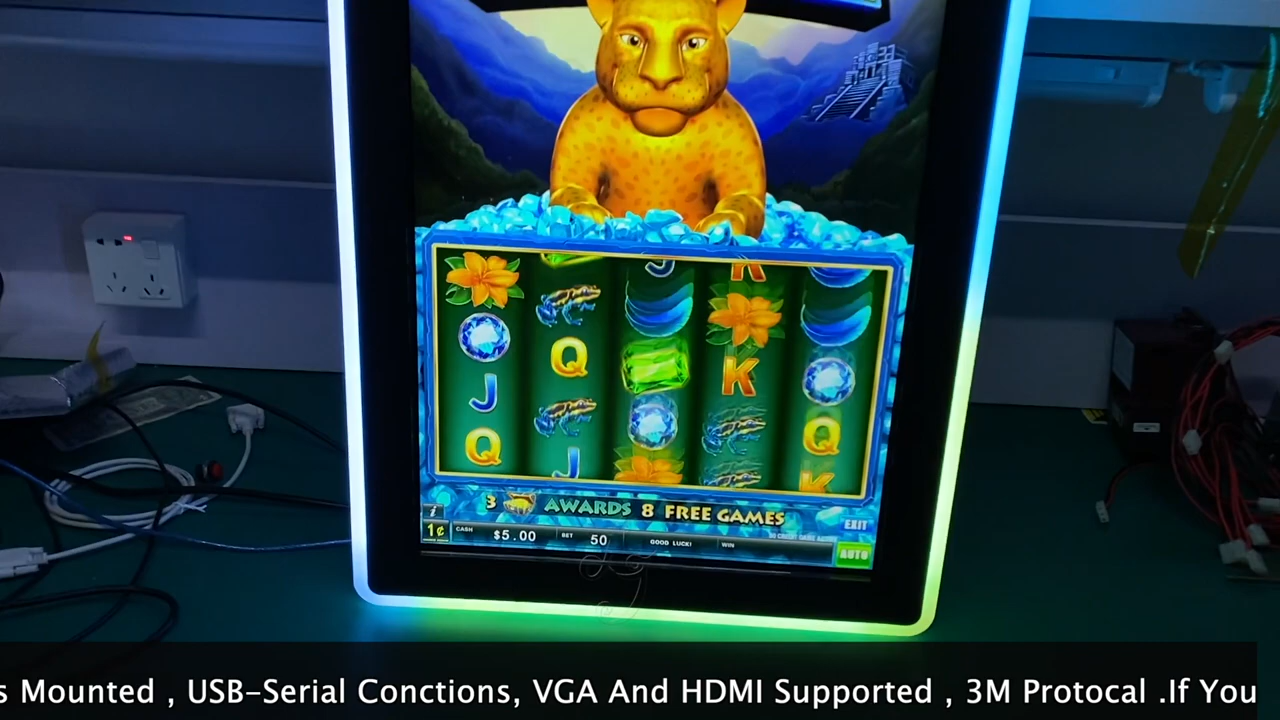 J K
Q K
J Q
Q J K
3 AWARDS 8 FREE GAMES
i EXIT
1¢ CASH $5.00 BET 50 GOOD LUCK! WIN AUTO
s Mounted , USB-Serial Conctions, VGA And HDMI Supported , 3M Protocal .If You